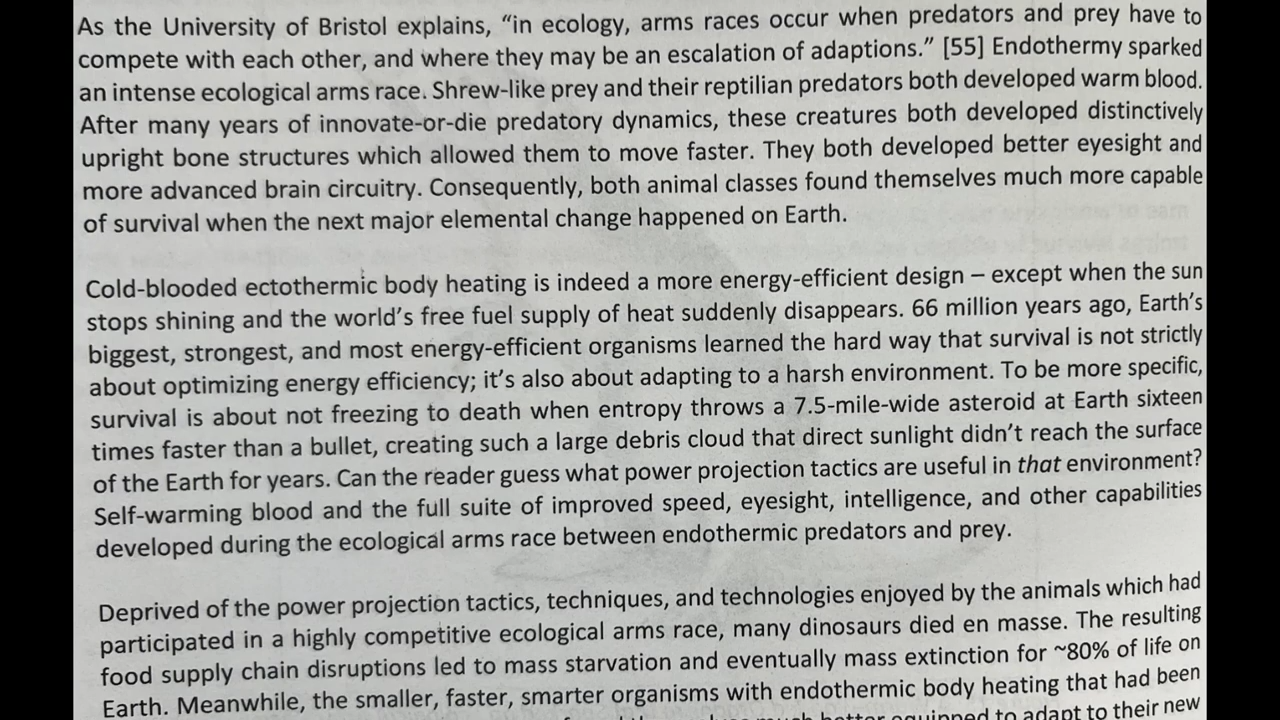 As the University of Bristol explains, “in ecology, arms races occur when predators and prey have to
compete with each other, and where they may be an escalation of adaptions.” [55] Endothermy sparked
an intense ecological arms race. Shrew-like prey and their reptilian predators both developed warm blood.
After many years of innovate-or-die predatory dynamics, these creatures both developed distinctively
upright bone structures which allowed them to move faster. They both developed better eyesight and
more advanced brain circuitry. Consequently, both animal classes found themselves much more capable
of survival when the next major elemental change happened on Earth.
Cold-blooded ectothermic body heating is indeed a more energy-efficient design – except when the sun
stops shining and the world’s free fuel supply of heat suddenly disappears. 66 million years ago, Earth’s
biggest, strongest, and most energy-efficient organisms learned the hard way that survival is not strictly
about optimizing energy efficiency; it’s also about adapting to a harsh environment. To be more specific,
survival is about not freezing to death when entropy throws a 7.5-mile-wide asteroid at Earth sixteen
times faster than a bullet, creating such a large debris cloud that direct sunlight didn’t reach the surface
of the Earth for years. Can the reader guess what power projection tactics are useful in that environment?
Self-warming blood and the full suite of improved speed, eyesight, intelligence, and other capabilities
developed during the ecological arms race between endothermic predators and prey.
Deprived of the power projection tactics, techniques, and technologies enjoyed by the animals which had
participated in a highly competitive ecological arms race, many dinosaurs died en masse. The resulting
food supply chain disruptions led to mass starvation and eventually mass extinction for ~80% of life on
Earth. Meanwhile, the smaller, faster, smarter organisms with endothermic body heating that had been
better equipped to adapt to their new